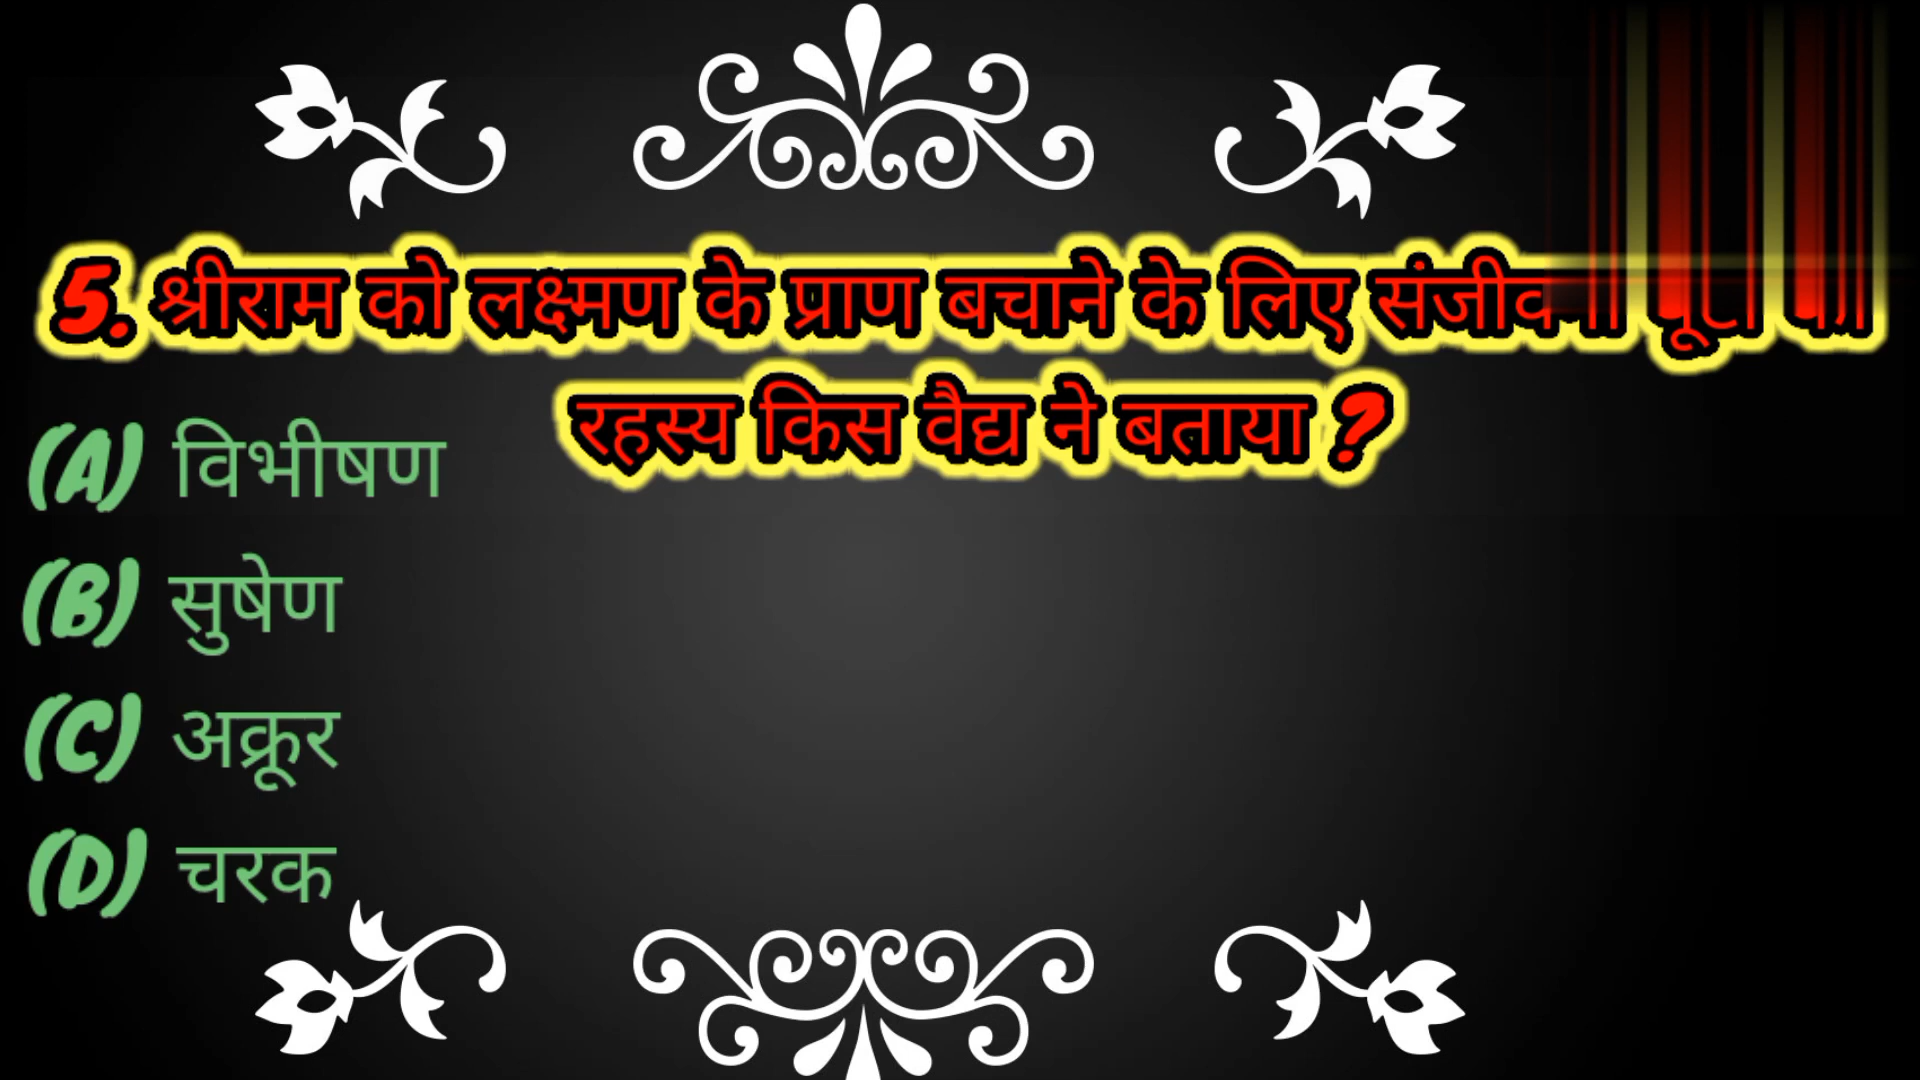 5. श्रीराम को लक्ष्मण के प्राण बचाने के लिए
रहस्य किस वैद्य ने बताया ?
(A) विभीषण
(B) सुषेण
(C) अक्रूर
(D) चरक